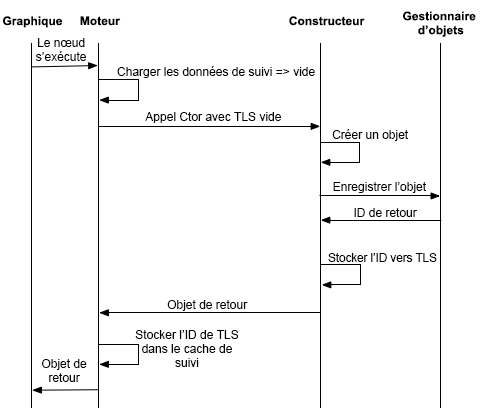 Graphique
Moteur
Constructeur
Gestionnaire
d'objets
Le nœud
s'exécute
Charger les données de suivi => vide
Appel Ctor avec TLS vide
Créer un objet
Enregistrer l'objet
ID de retour
Stocker l'ID vers TLS
Objet de retour
Stocker l'ID de TLS
dans le cache de
suivi
Objet de
retour